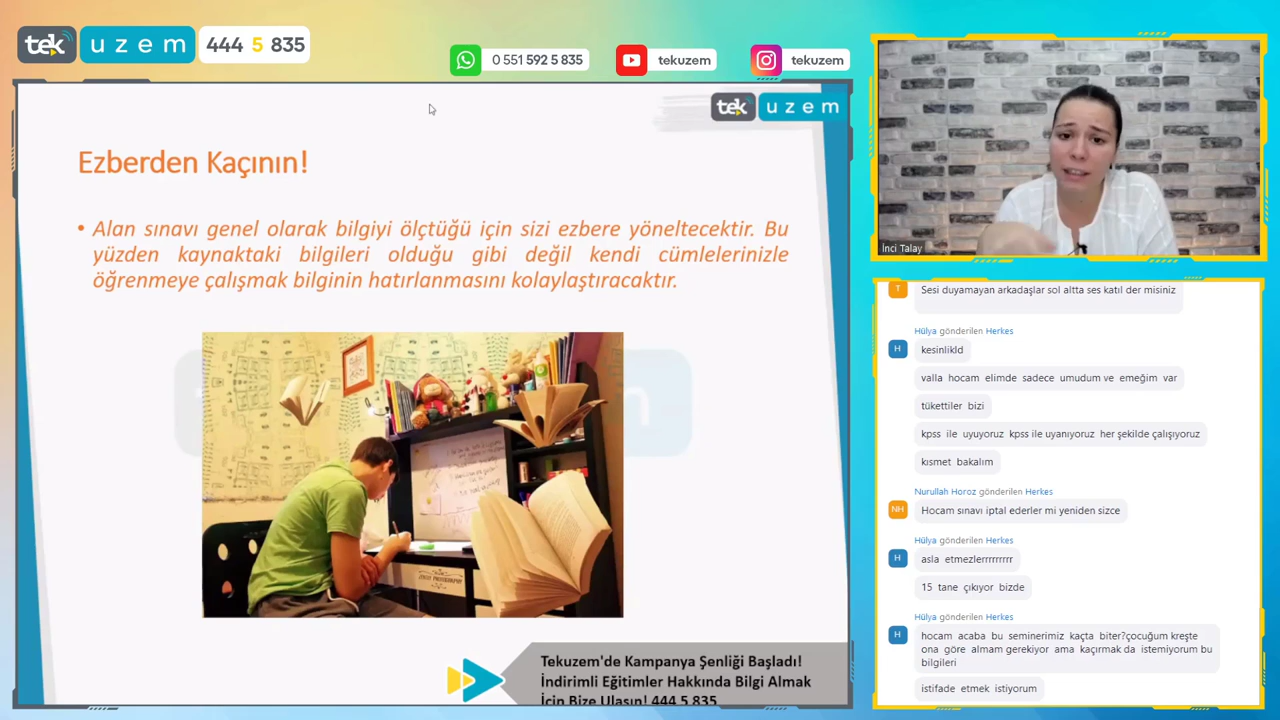 tek uzem 444 5 835
0 551 592 5 835
tekuzem
tekuzem
tek uzem
Ezberden Kaçının!
• Alan sınavı genel olarak bilgiyi ölçtüğü için sizi ezbere yöneltecektir. Bu
yüzden kaynaktaki bilgileri olduğu gibi değil kendi cümlelerinizle
öğrenmeye çalışmak bilginin hatırlanmasını kolaylaştıracaktır.
Tekuzem'de Kampanya Şenliği Başladı!
İndirimli Eğitimler Hakkında Bilgi Almak
İçin Bize Ulaşın! 444 5 835
İnci Talay
T
Sesi duyamayan arkadaşlar sol altta ses katıl der misiniz
Hülya gönderilen Herkes
H
kesinlikld
valla hocam elimde sadece umudum ve emeğim var
tükettiler bizi
kpss ile uyuyoruz kpss ile uyanıyoruz her şekilde çalışıyoruz
kısmet bakalım
Nurullah Horoz gönderilen Herkes
NH
Hocam sınavı iptal ederler mi yeniden sizce
Hülya gönderilen Herkes
H
asla etmezlerrrrrrrrr
15 tane çıkıyor bizde
Hülya gönderilen Herkes
H
hocam acaba bu seminerimiz kaçta biter?çocuğum kreşte
ona göre almam gerekiyor ama kaçırmak da istemiyorum bu
bilgileri
istifade etmek istiyorum